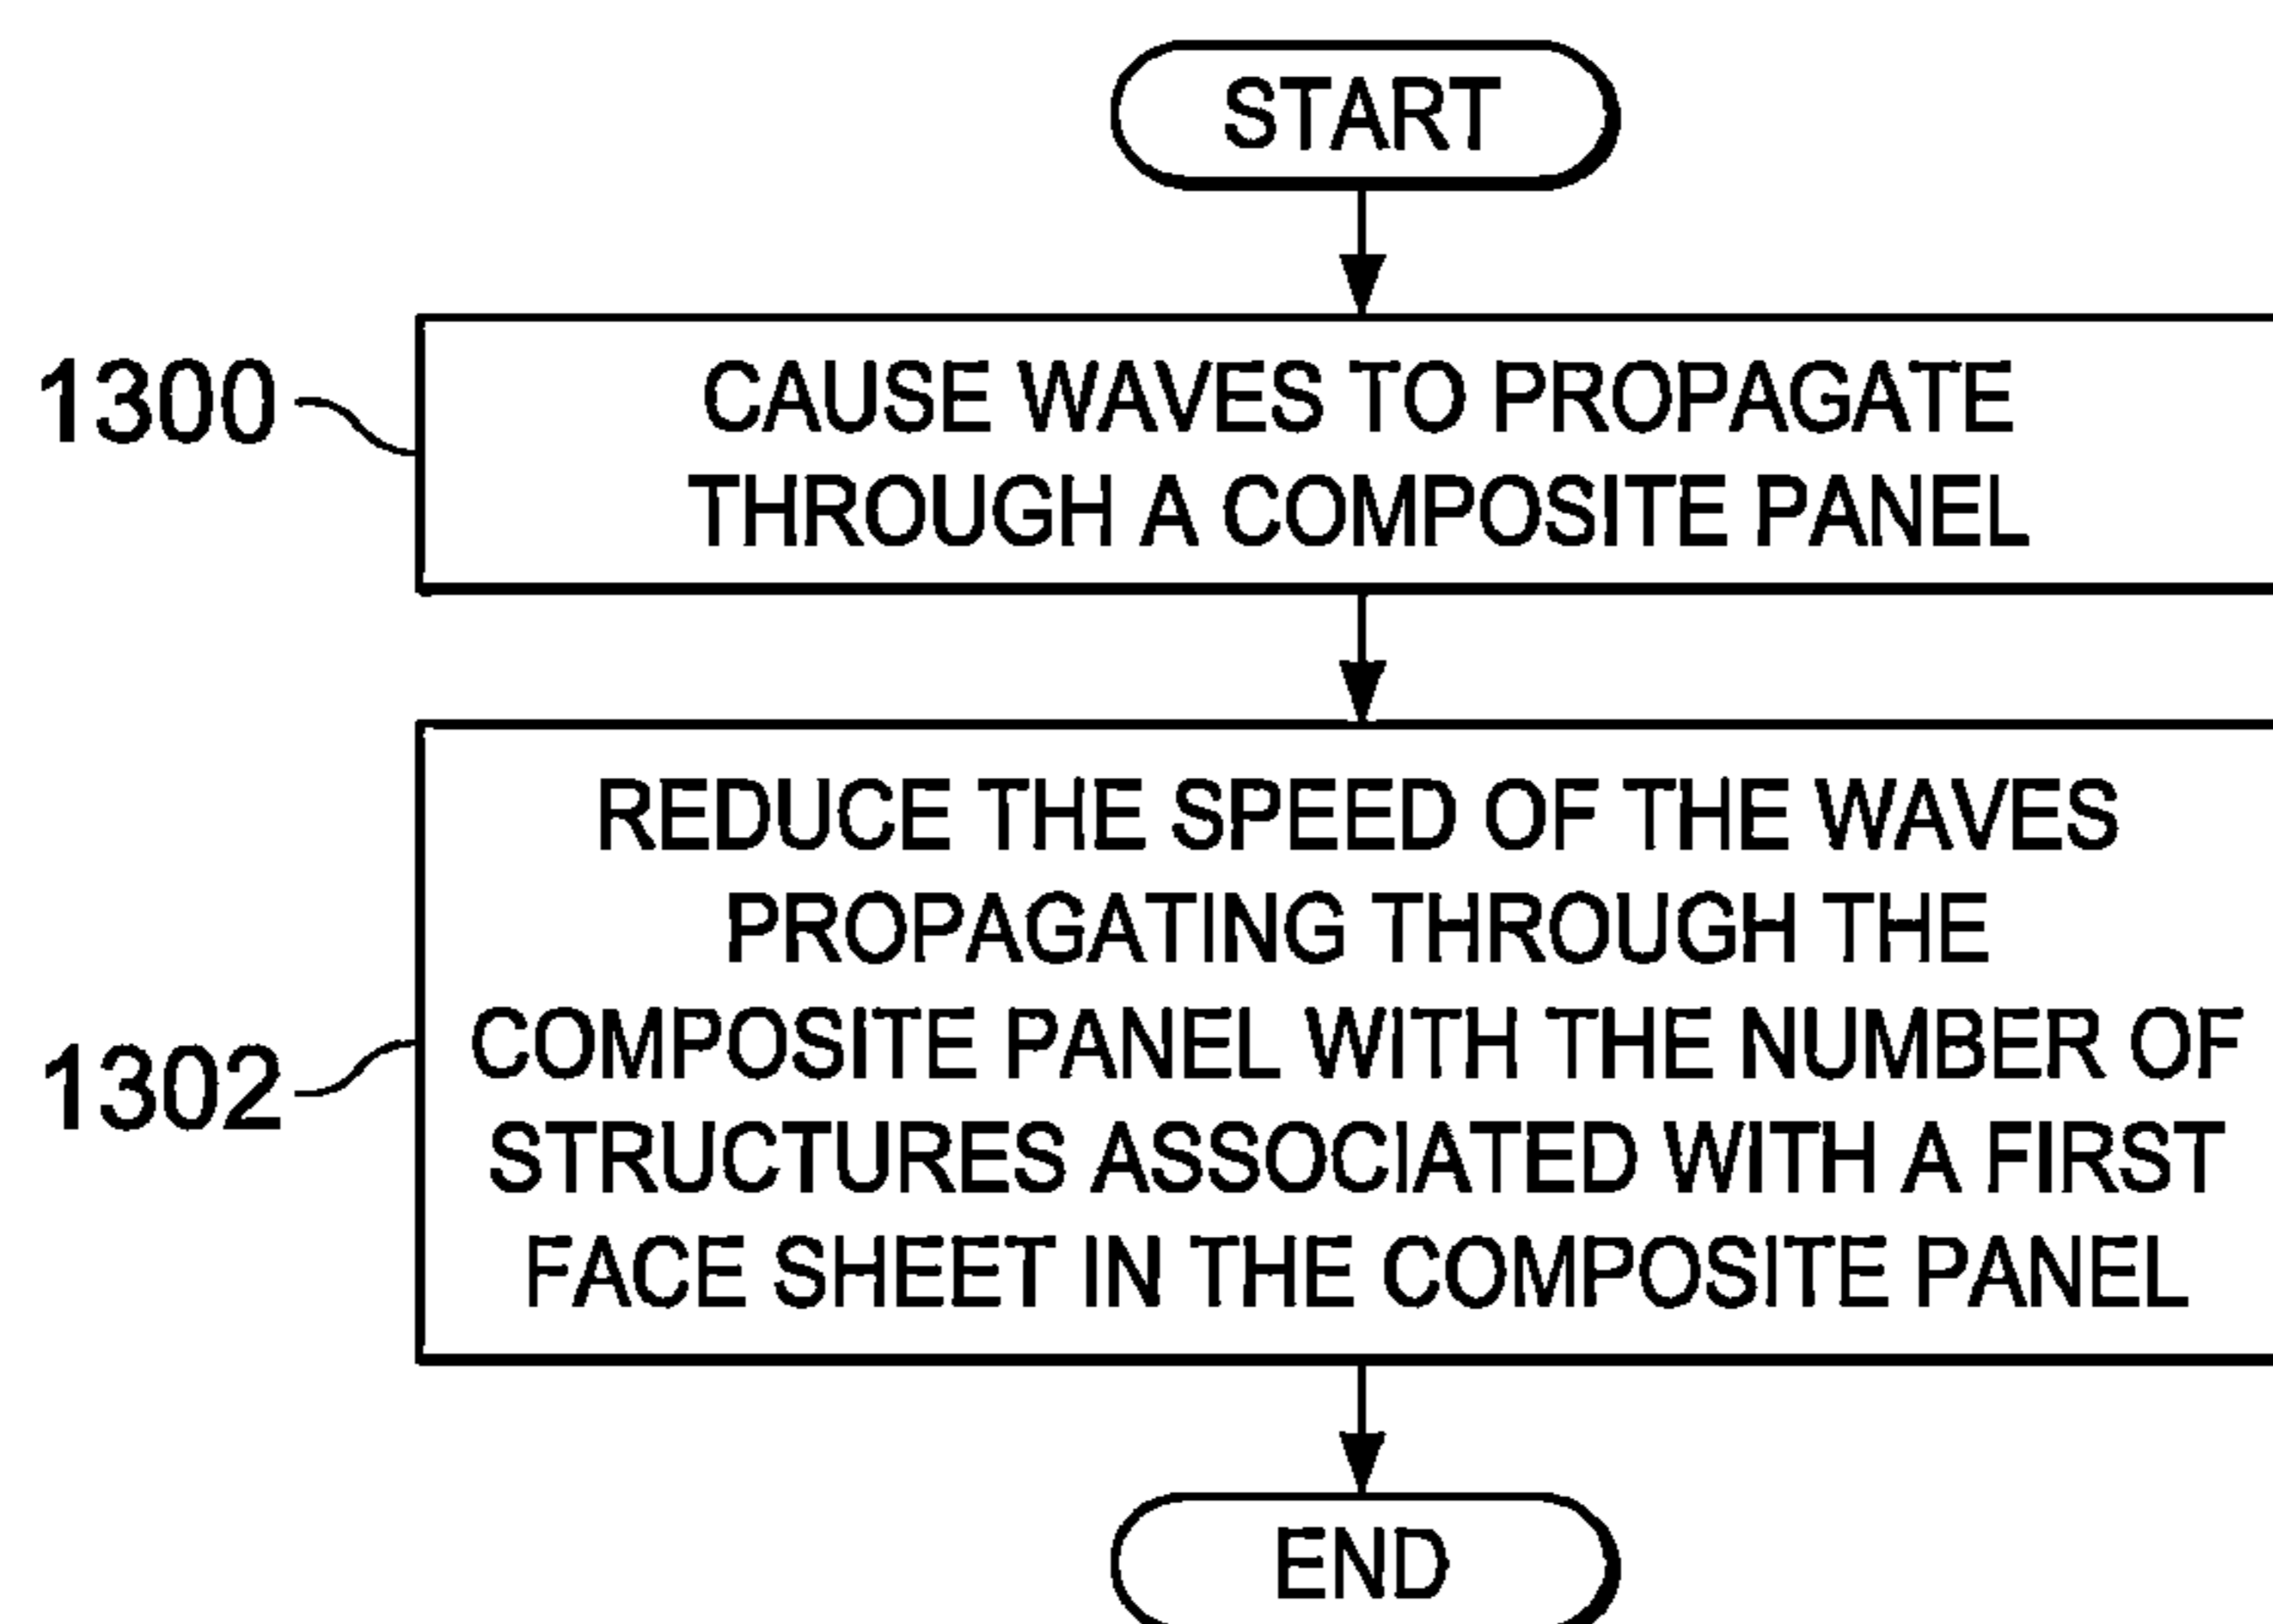 START
1300
CAUSE WAVES TO PROPAGATE
THROUGH A COMPOSITE PANEL
REDUCE THE SPEED OF THE WAVES
PROPAGATING THROUGH THE
COMPOSITE PANEL WITH THE NUMBER OF
1302
STRUCTURES ASSOCIATED WITH A FIRST
FACE SHEET IN THE COMPOSITE PANEL
END